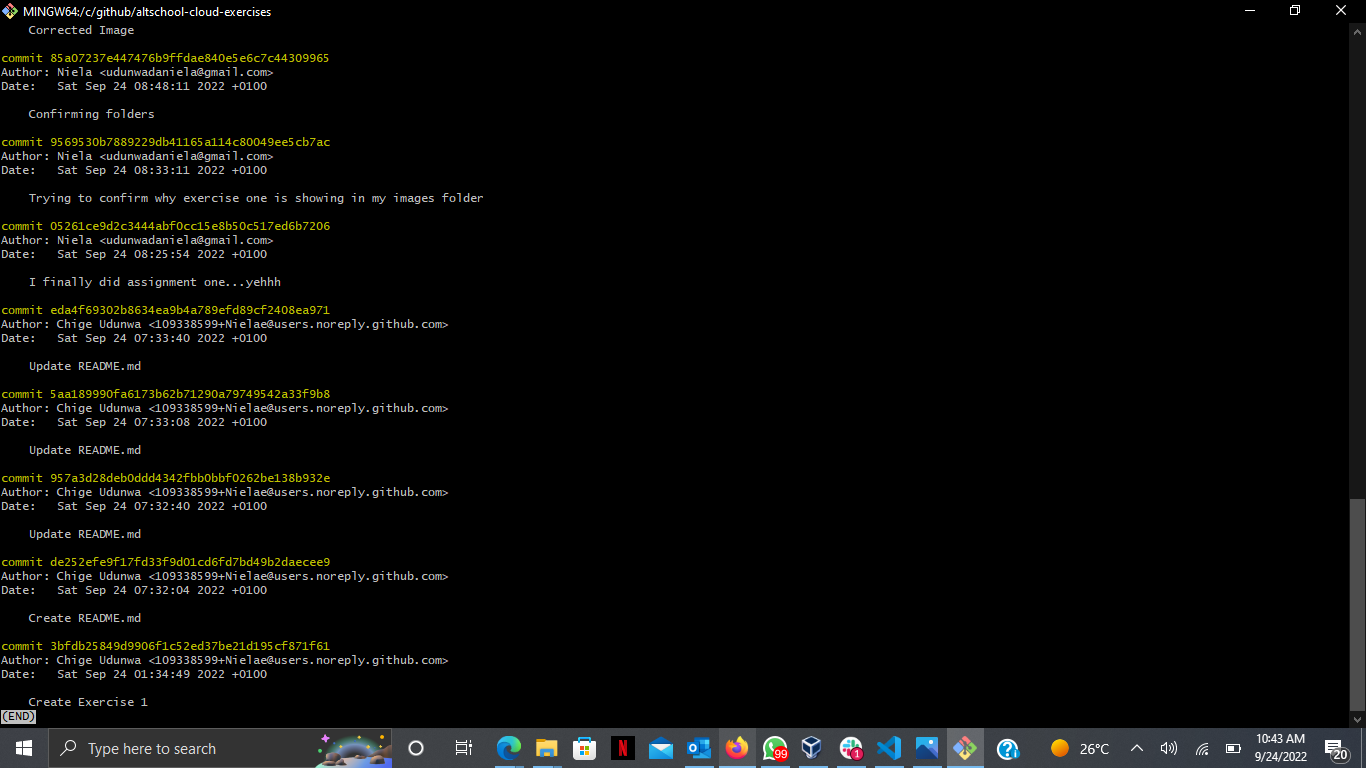 MINGW64:/c/github/altschool-cloud-exercises
Corrected Image
commit 85a07237e447476b9ffdae840e5e6c7c44309965
Author: Niela <udunwadaniela@gmail.com>
Date:   Sat Sep 24 08:48:11 2022 +0100
Confirming folders
commit 9569530b7889229db41165a114c80049ee5cb7ac
Author: Niela <udunwadaniela@gmail.com>
Date:   Sat Sep 24 08:33:11 2022 +0100
Trying to confirm why exercise one is showing in my images folder
commit 05261ce9d2c3444abf0cc15e8b50c517ed6b7206
Author: Niela <udunwadaniela@gmail.com>
Date:   Sat Sep 24 08:25:54 2022 +0100
I finally did assignment one...yehhh
commit eda4f69302b8634ea9b4a789efd89cf2408ea971
Author: Chige Udunwa <109338599+Nielae@users.noreply.github.com>
Date:   Sat Sep 24 07:33:40 2022 +0100
Update README.md
commit 5aa189990fa6173b62b71290a79749542a33f9b8
Author: Chige Udunwa <109338599+Nielae@users.noreply.github.com>
Date:   Sat Sep 24 07:33:08 2022 +0100
Update README.md
commit 957a3d28deb0ddd4342fbb0bbf0262be138b932e
Author: Chige Udunwa <109338599+Nielae@users.noreply.github.com>
Date:   Sat Sep 24 07:32:40 2022 +0100
Update README.md
commit de252efe9f17fd33f9d01cd6fd7bd49b2daecee9
Author: Chige Udunwa <109338599+Nielae@users.noreply.github.com>
Date:   Sat Sep 24 07:32:04 2022 +0100
Create README.md
commit 3bfdb25849d9906f1c52ed37be21d195cf871f61
Author: Chige Udunwa <109338599+Nielae@users.noreply.github.com>
Date:   Sat Sep 24 01:34:49 2022 +0100
Create Exercise 1
(END)
Type here to search
N
99
1
26°C
10:43 AM
9/24/2022
20